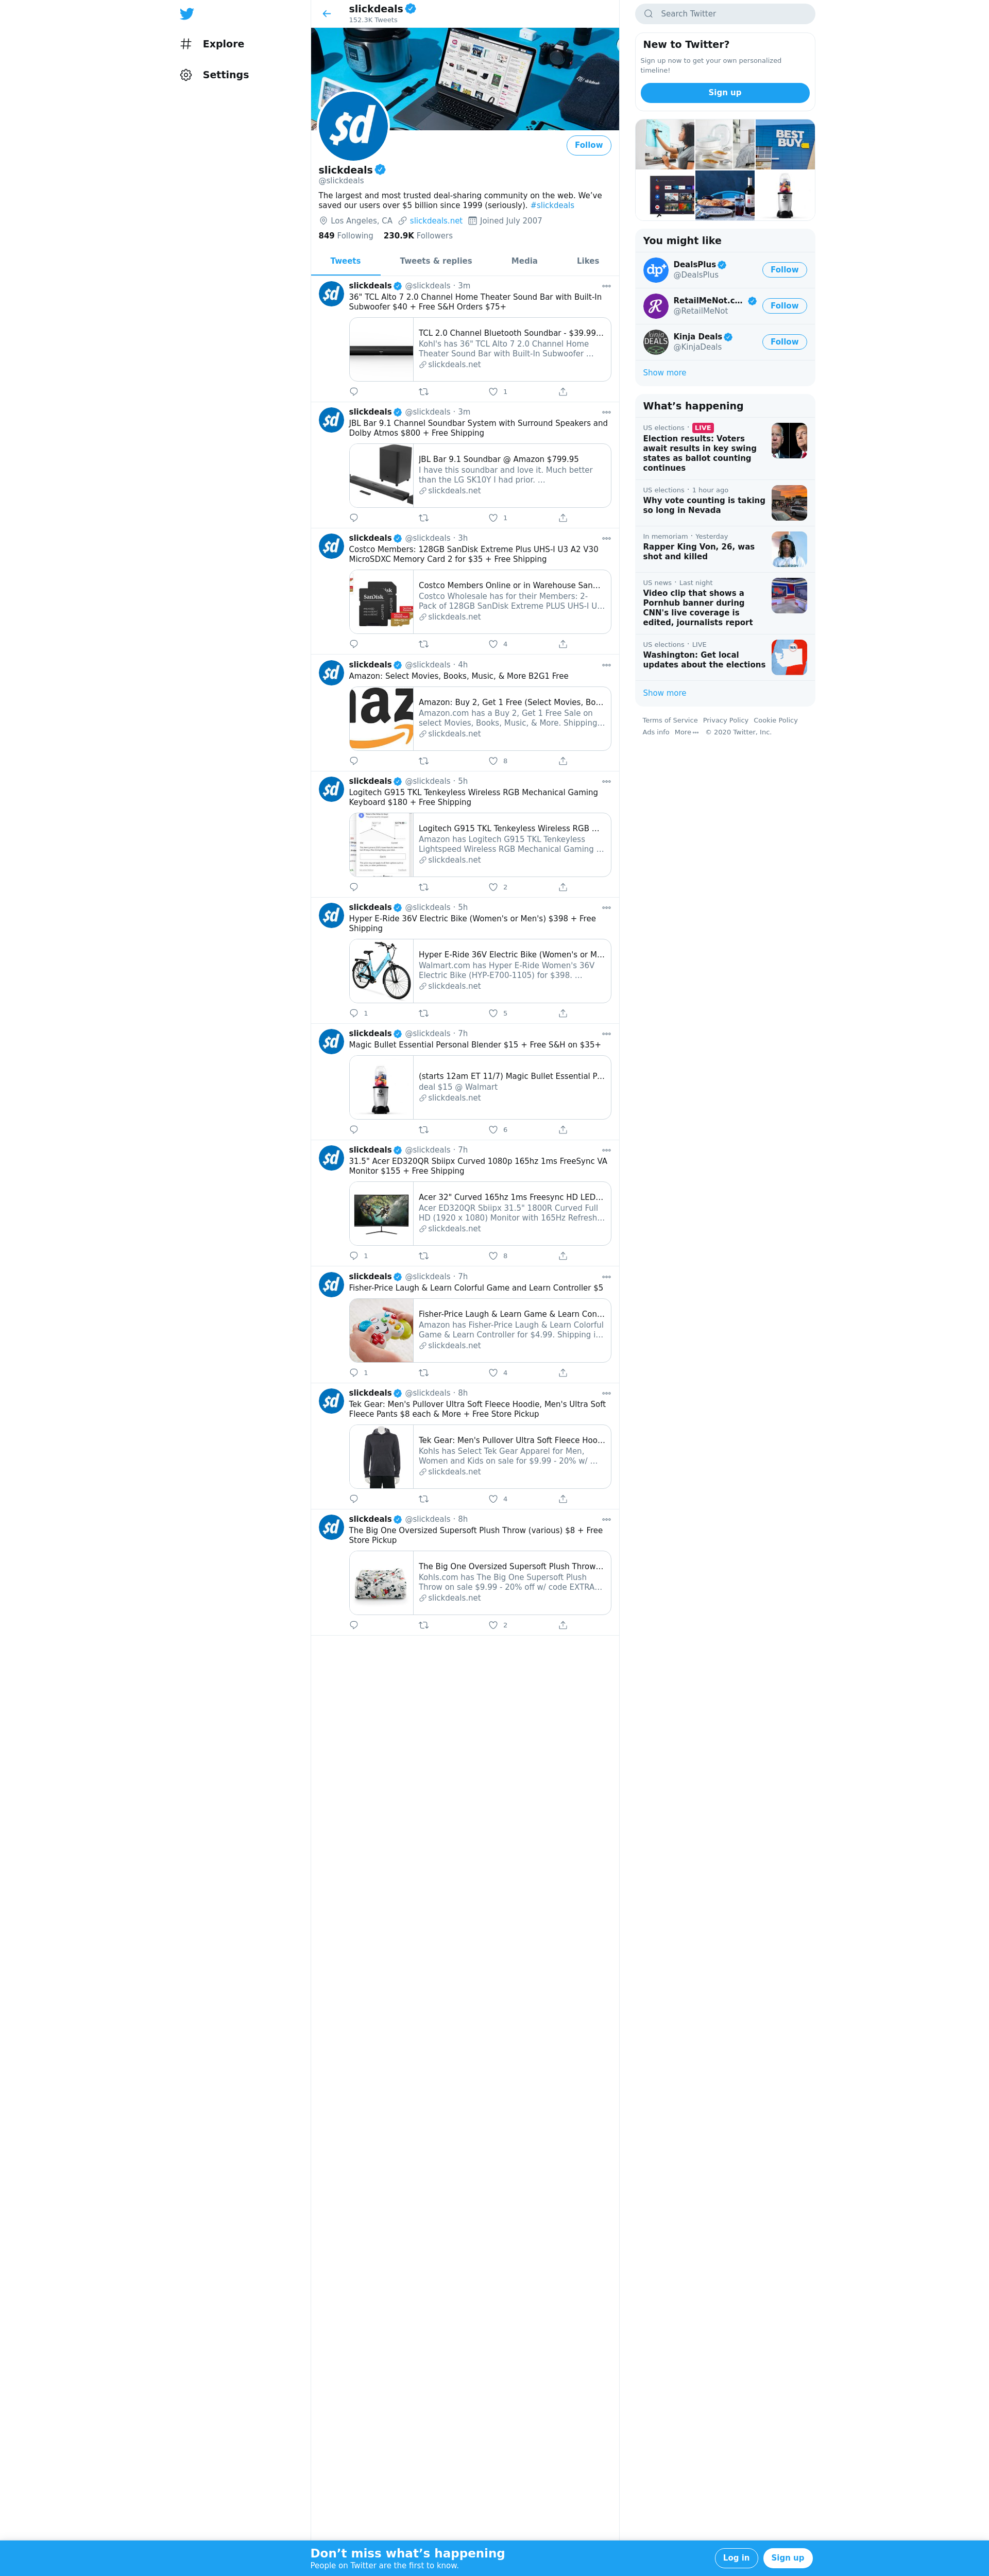 Explore
Settings
slickdeals
152.3K Tweets
slickdeals
$d
Follow
slickdeals
@slickdeals
The largest and most trusted deal-sharing community on the web. We’ve
saved our users over $5 billion since 1999 (seriously). #slickdeals
Los Angeles, CA slickdeals.net Joined July 2007
849 Following 230.9K Followers
Tweets Tweets & replies Media Likes
$d
slickdeals @slickdeals · 3m
36" TCL Alto 7 2.0 Channel Home Theater Sound Bar with Built-In
Subwoofer $40 + Free S&H Orders $75+
TCL 2.0 Channel Bluetooth Soundbar - $39.99…
Kohl's has 36" TCL Alto 7 2.0 Channel Home
Theater Sound Bar with Built-In Subwoofer …
slickdeals.net
1
$d
slickdeals @slickdeals · 3m
JBL Bar 9.1 Channel Soundbar System with Surround Speakers and
Dolby Atmos $800 + Free Shipping
JBL Bar 9.1 Soundbar @ Amazon $799.95
I have this soundbar and love it. Much better
than the LG SK10Y I had prior. …
slickdeals.net
1
$d
slickdeals @slickdeals · 3h
Costco Members: 128GB SanDisk Extreme Plus UHS-I U3 A2 V30
MicroSDXC Memory Card 2 for $35 + Free Shipping
SanDisk
Costco Members Online or in Warehouse San…
Costco Wholesale has for their Members: 2-
Pack of 128GB SanDisk Extreme PLUS UHS-I U…
slickdeals.net
4
$d
slickdeals @slickdeals · 4h
Amazon: Select Movies, Books, Music, & More B2G1 Free
az
Amazon: Buy 2, Get 1 Free (Select Movies, Bo…
Amazon.com has a Buy 2, Get 1 Free Sale on
select Movies, Books, Music, & More. Shipping…
slickdeals.net
8
$d
slickdeals @slickdeals · 5h
Logitech G915 TKL Tenkeyless Wireless RGB Mechanical Gaming
Keyboard $180 + Free Shipping
Logitech G915 TKL Tenkeyless Wireless RGB …
Amazon has Logitech G915 TKL Tenkeyless
Lightspeed Wireless RGB Mechanical Gaming …
slickdeals.net
2
$d
slickdeals @slickdeals · 5h
Hyper E-Ride 36V Electric Bike (Women's or Men's) $398 + Free
Shipping
Hyper E-Ride 36V Electric Bike (Women's or M…
Walmart.com has Hyper E-Ride Women's 36V
Electric Bike (HYP-E700-1105) for $398. …
slickdeals.net
1 5
$d
slickdeals @slickdeals · 7h
Magic Bullet Essential Personal Blender $15 + Free S&H on $35+
(starts 12am ET 11/7) Magic Bullet Essential P…
deal $15 @ Walmart
slickdeals.net
6
$d
slickdeals @slickdeals · 7h
31.5" Acer ED320QR Sbiipx Curved 1080p 165hz 1ms FreeSync VA
Monitor $155 + Free Shipping
Acer 32" Curved 165hz 1ms Freesync HD LED…
Acer ED320QR Sbiipx 31.5" 1800R Curved Full
HD (1920 x 1080) Monitor with 165Hz Refresh…
slickdeals.net
1 8
$d
slickdeals @slickdeals · 7h
Fisher-Price Laugh & Learn Colorful Game and Learn Controller $5
Fisher-Price Laugh & Learn Game & Learn Con…
Amazon has Fisher-Price Laugh & Learn Colorful
Game & Learn Controller for $4.99. Shipping i…
slickdeals.net
1 4
$d
slickdeals @slickdeals · 8h
Tek Gear: Men's Pullover Ultra Soft Fleece Hoodie, Men's Ultra Soft
Fleece Pants $8 each & More + Free Store Pickup
Tek Gear: Men's Pullover Ultra Soft Fleece Hoo…
Kohls has Select Tek Gear Apparel for Men,
Women and Kids on sale for $9.99 - 20% w/ …
slickdeals.net
4
$d
slickdeals @slickdeals · 8h
The Big One Oversized Supersoft Plush Throw (various) $8 + Free
Store Pickup
The Big One Oversized Supersoft Plush Throw…
Kohls.com has The Big One Supersoft Plush
Throw on sale $9.99 - 20% off w/ code EXTRA…
slickdeals.net
2
Search Twitter
New to Twitter?
Sign up now to get your own personalized
timeline!
Sign up
BEST
BUY
You might like
dp
DealsPlus
@DealsPlus
Follow
R
RetailMeNot.c…
@RetailMeNot
Follow
kinja
DEALS
Kinja Deals
@KinjaDeals
Follow
Show more
What’s happening
US elections · LIVE
Election results: Voters
await results in key swing
states as ballot counting
continues
US elections · 1 hour ago
Why vote counting is taking
so long in Nevada
In memoriam · Yesterday
Rapper King Von, 26, was
shot and killed
US news · Last night
Video clip that shows a
Pornhub banner during
CNN's live coverage is
edited, journalists report
US elections · LIVE
Washington: Get local
updates about the elections
Show more
Terms of Service Privacy Policy Cookie Policy
Ads info More © 2020 Twitter, Inc.
Don’t miss what’s happening
People on Twitter are the first to know.
Log in Sign up